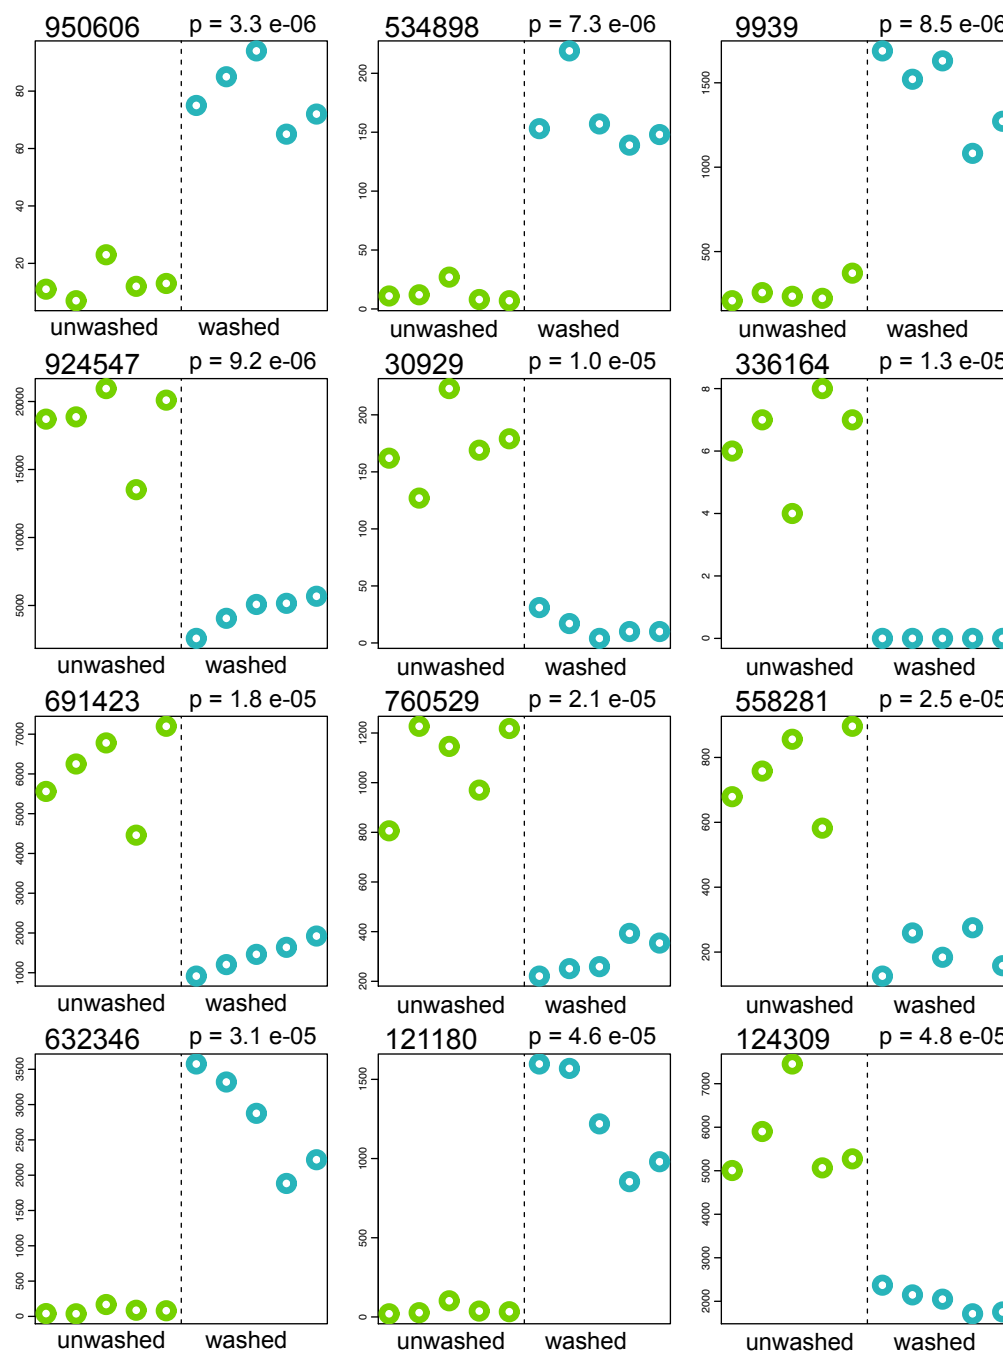 950606 p = 3.3 e-06
534898 p = 7.3 e-06
9939 p = 8.5 e-06
80
60
40
20
200
150
100
50
0
1500
1000
500
unwashed washed
unwashed washed
unwashed washed
924547 p = 9.2 e-06
30929 p = 1.0 e-05
336164 p = 1.3 e-05
20000
15000
10000
5000
200
150
100
50
0
8
6
4
2
0
unwashed washed
unwashed washed
unwashed washed
691423 p = 1.8 e-05
760529 p = 2.1 e-05
558281 p = 2.5 e-05
7000
6000
5000
4000
3000
2000
1000
1200
1000
800
600
400
200
800
600
400
200
unwashed washed
unwashed washed
unwashed washed
632346 p = 3.1 e-05
121180 p = 4.6 e-05
124309 p = 4.8 e-05
3500
3000
2500
2000
1500
1000
500
0
1500
1000
500
0
7000
6000
5000
4000
3000
2000
unwashed washed
unwashed washed
unwashed washed